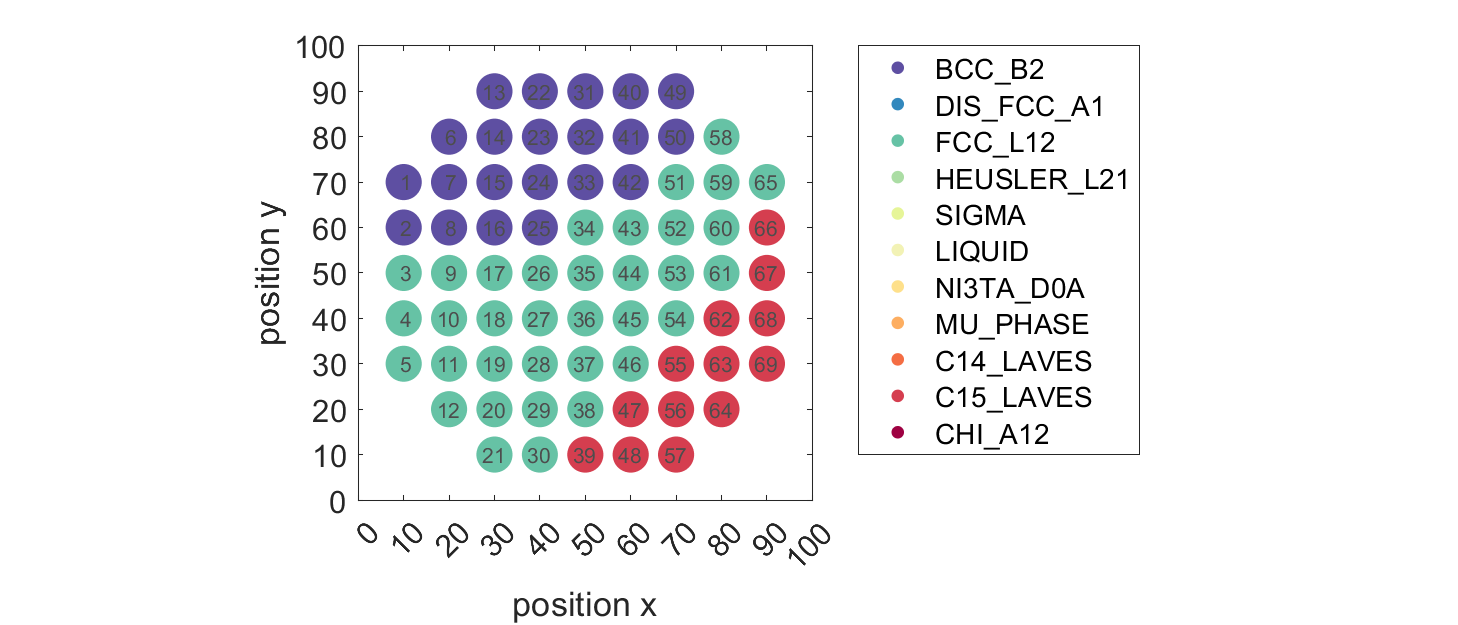 100
90
80
70
60
50
40
30
20
10
0
13 22 31 40 49
6 14 23 32 41 50 58
1 7 15 24 33 42 51 59 65
2 8 16 25 34 43 52 60 66
3 9 17 26 35 44 53 61 67
4 10 18 27 36 45 54 62 68
5 11 19 28 37 46 55 63 69
12 20 29 38 47 56 64
21 30 39 48 57
0 10 20 30 40 50 60 70 80 90 100
position x
position y
BCC_B2
DIS_FCC_A1
FCC_L12
HEUSLER_L21
SIGMA
LIQUID
NI3TA_D0A
MU_PHASE
C14_LAVES
C15_LAVES
CHI_A12